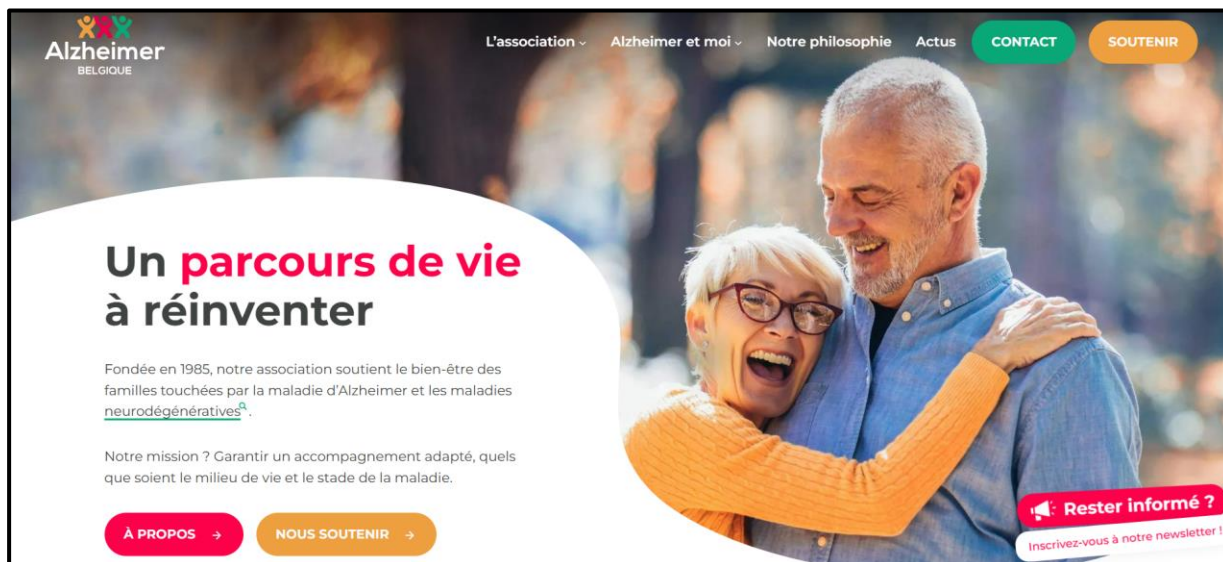 Alzheimer
BELGIQUE
L'association
Alzheimer et moi
Notre philosophie
Actus
CONTACT
SOUTENIR
Un parcours de vie
à réinventer
Fondée en 1985, notre association soutient le bien-être des
familles touchées par la maladie d'Alzheimer et les maladies
neurodégénératives.
Notre mission ? Garantir un accompagnement adapté, quels
que soient le milieu de vie et le stade de la maladie.
À PROPOS →
NOUS SOUTENIR →
Rester informé ?
Inscrivez-vous à notre newsletter !